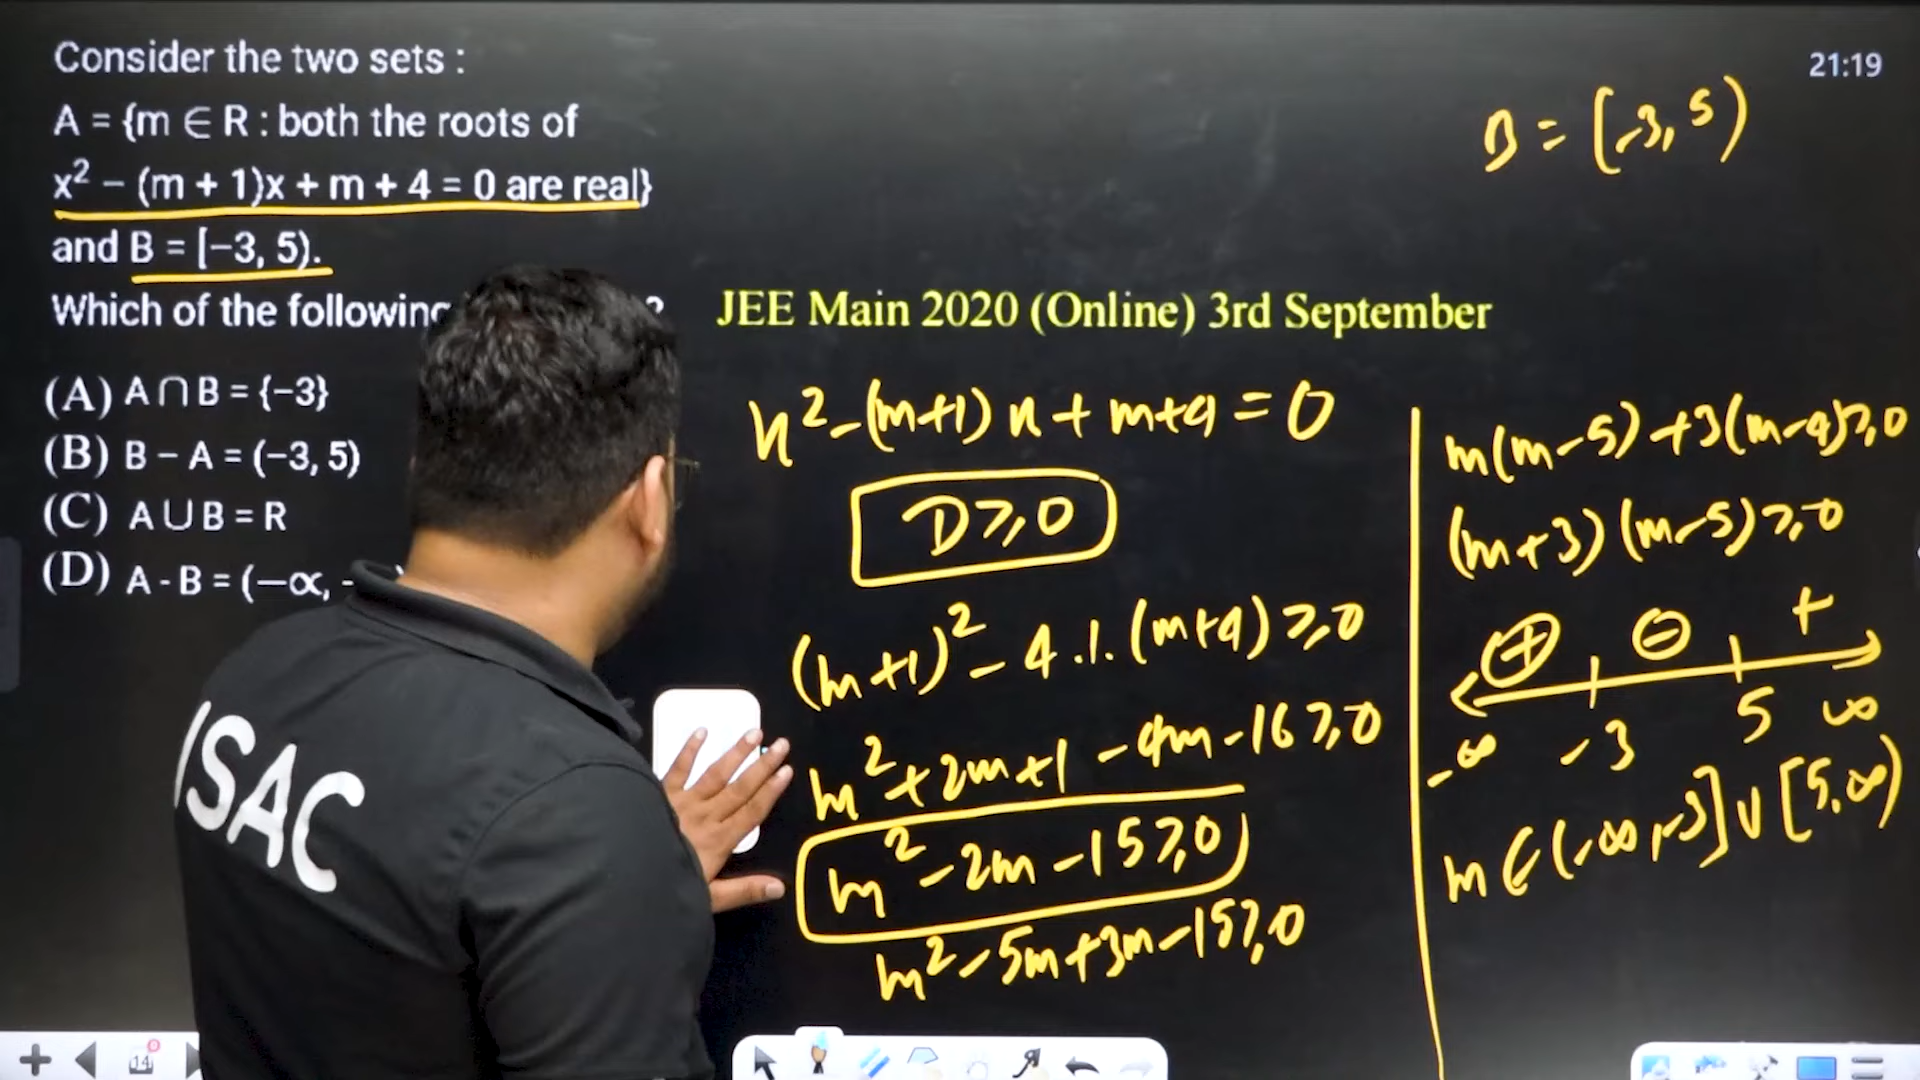 Consider the two sets :
A = {m ∈ R : both the roots of
x² − (m + 1)x + m + 4 = 0 are real}
and B = [−3, 5).
Which of the following ?
(A) A ∩ B = {−3}
(B) B − A = (−3, 5)
(C) A ∪ B = R
(D) A - B = (−∝, -
21:19
B = [-3, 5)
JEE Main 2020 (Online) 3rd September
x² - (m+1) x + m+4 = 0
D ≥ 0
(m+1)² - 4.1.(m+4) ≥ 0
m² + 2m + 1 - 4m - 16 ≥ 0
m² - 2m - 15 ≥ 0
m² - 5m + 3m - 15 ≥ 0
m(m-5) + 3(m-5) ≥ 0
(m+3) (m-5) ≥ 0
+ - +
-∞ -3 5 ∞
m ∈ (-∞, -3] ∪ [5, ∞)
ISAC
14